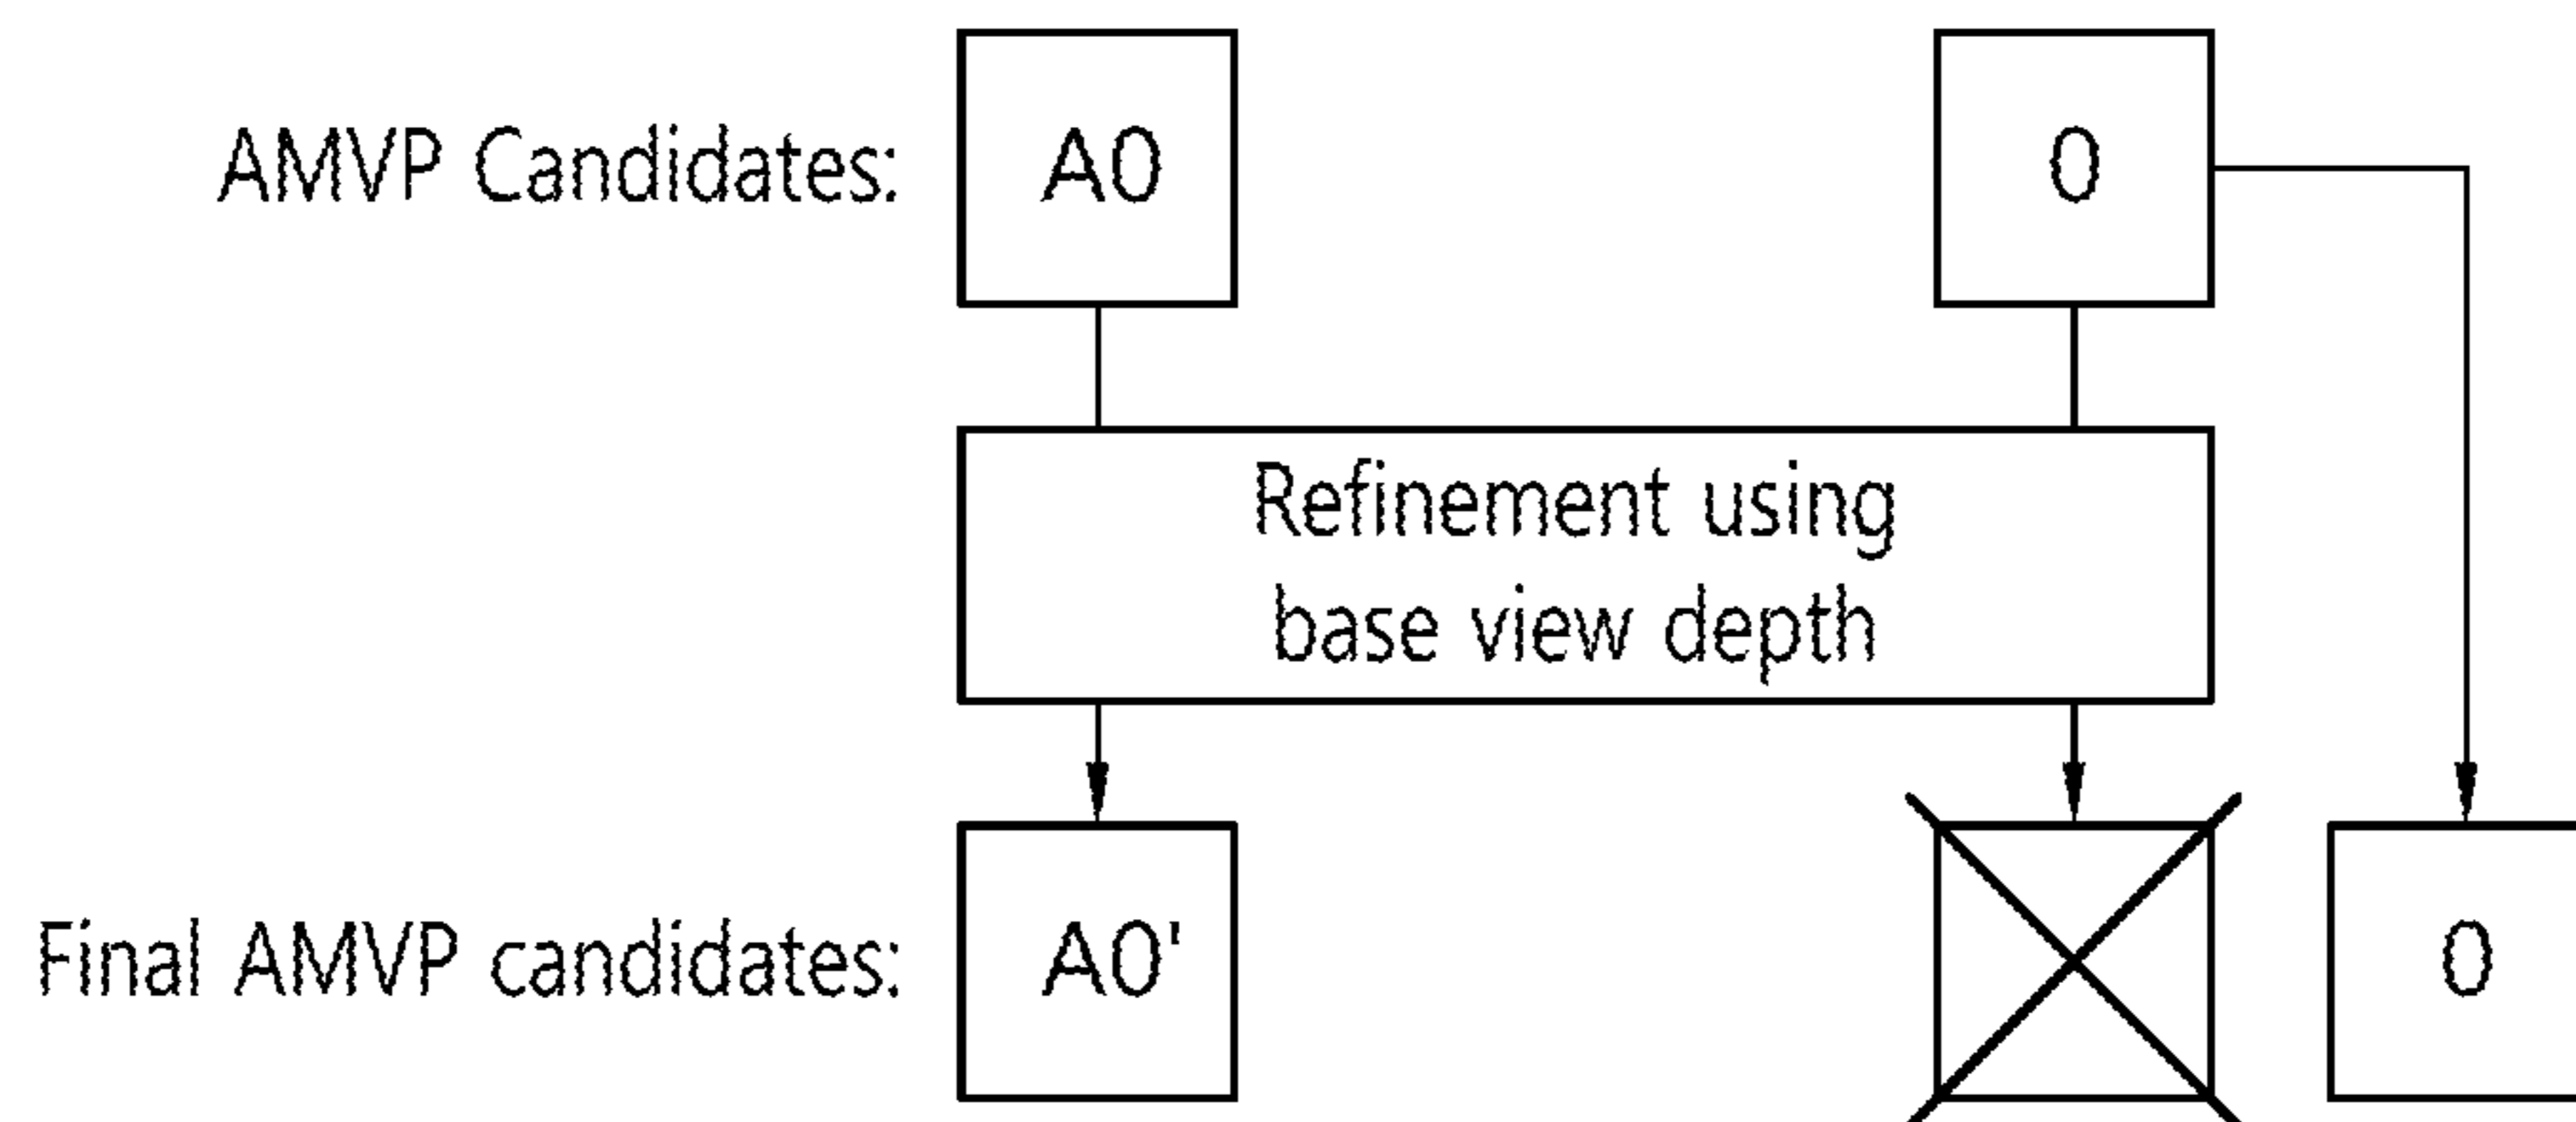 AMVP Candidates: A0 0
Refinement using
base view depth
Final AMVP candidates: A0' 0